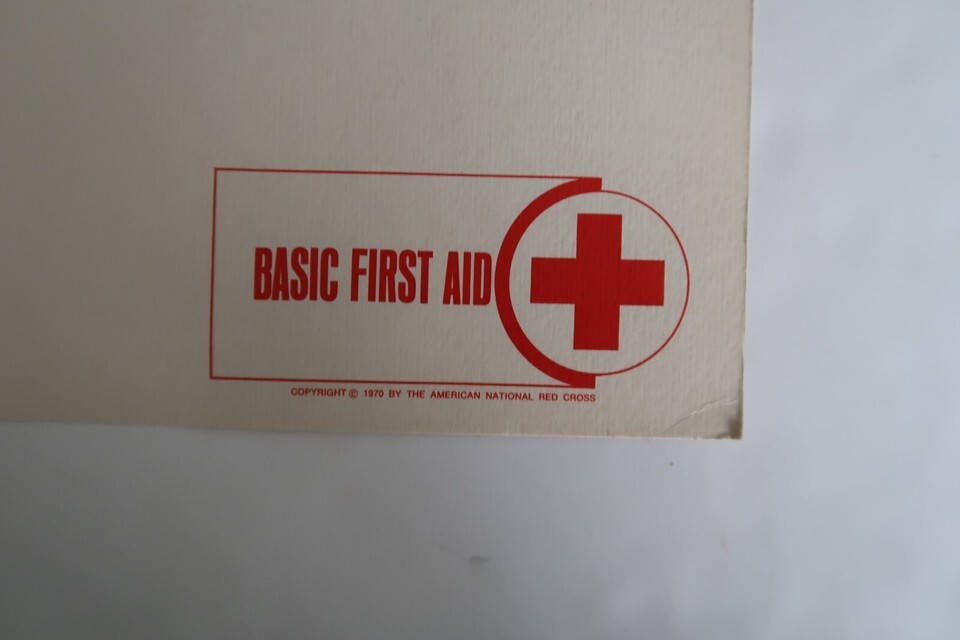 BASIC FIRST AID
COPYRIGHT © 1970 BY THE AMERICAN NATIONAL RED CROSS